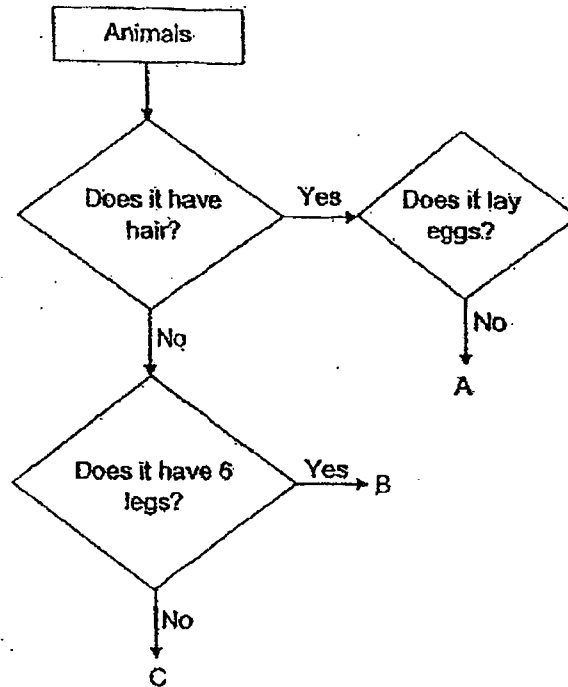 Animals
Does it have
hair?
Yes
Does it lay
eggs?
No
A
No
Does it have 6
legs?
Yes
B
No
C